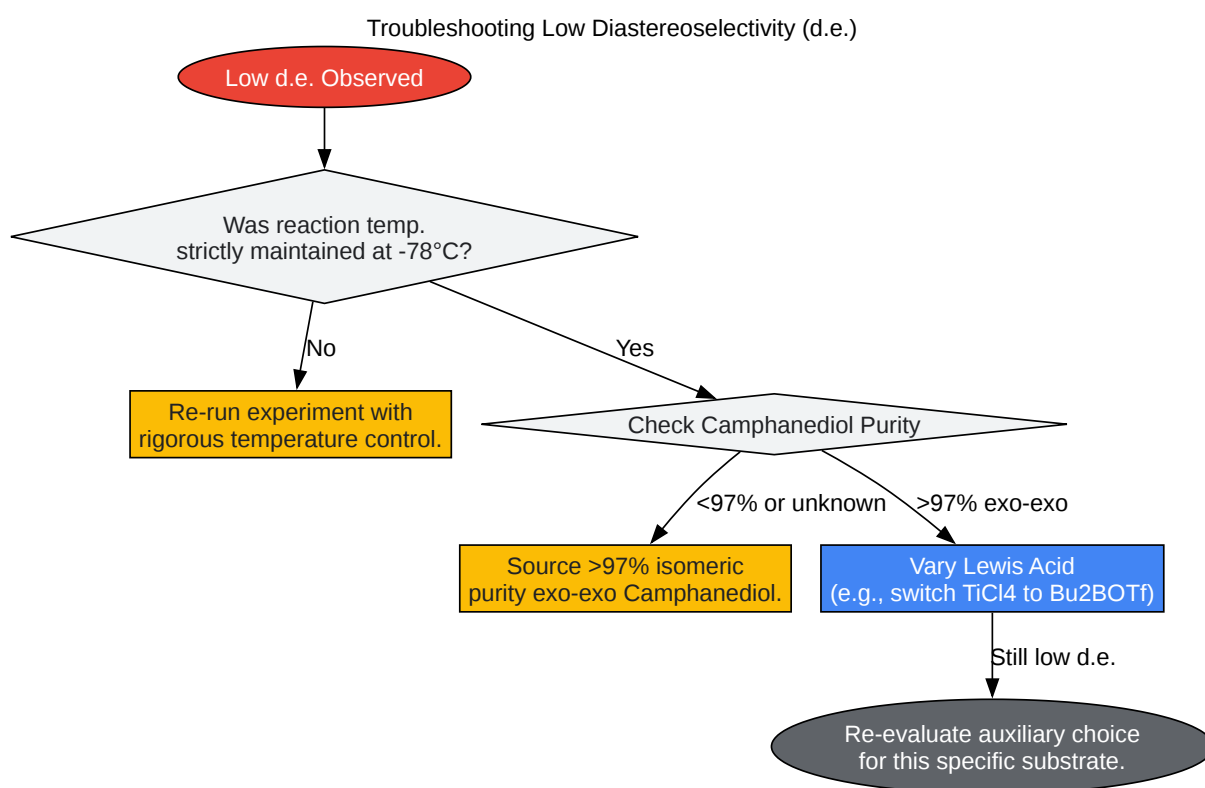 Troubleshooting Low Diastereoselectivity (d.e.)
Low d.e. Observed
Was reaction temp.
strictly maintained at -78°C?
No
Yes
Re-run experiment with
rigorous temperature control.
Check Camphanediol Purity
<97% or unknown
>97% exo-exo
Source >97% isomeric
purity exo-exo Camphanediol.
Vary Lewis Acid
(e.g., switch TiCl4 to Bu2BOTf)
Still low d.e.
Re-evaluate auxiliary choice
for this specific substrate.